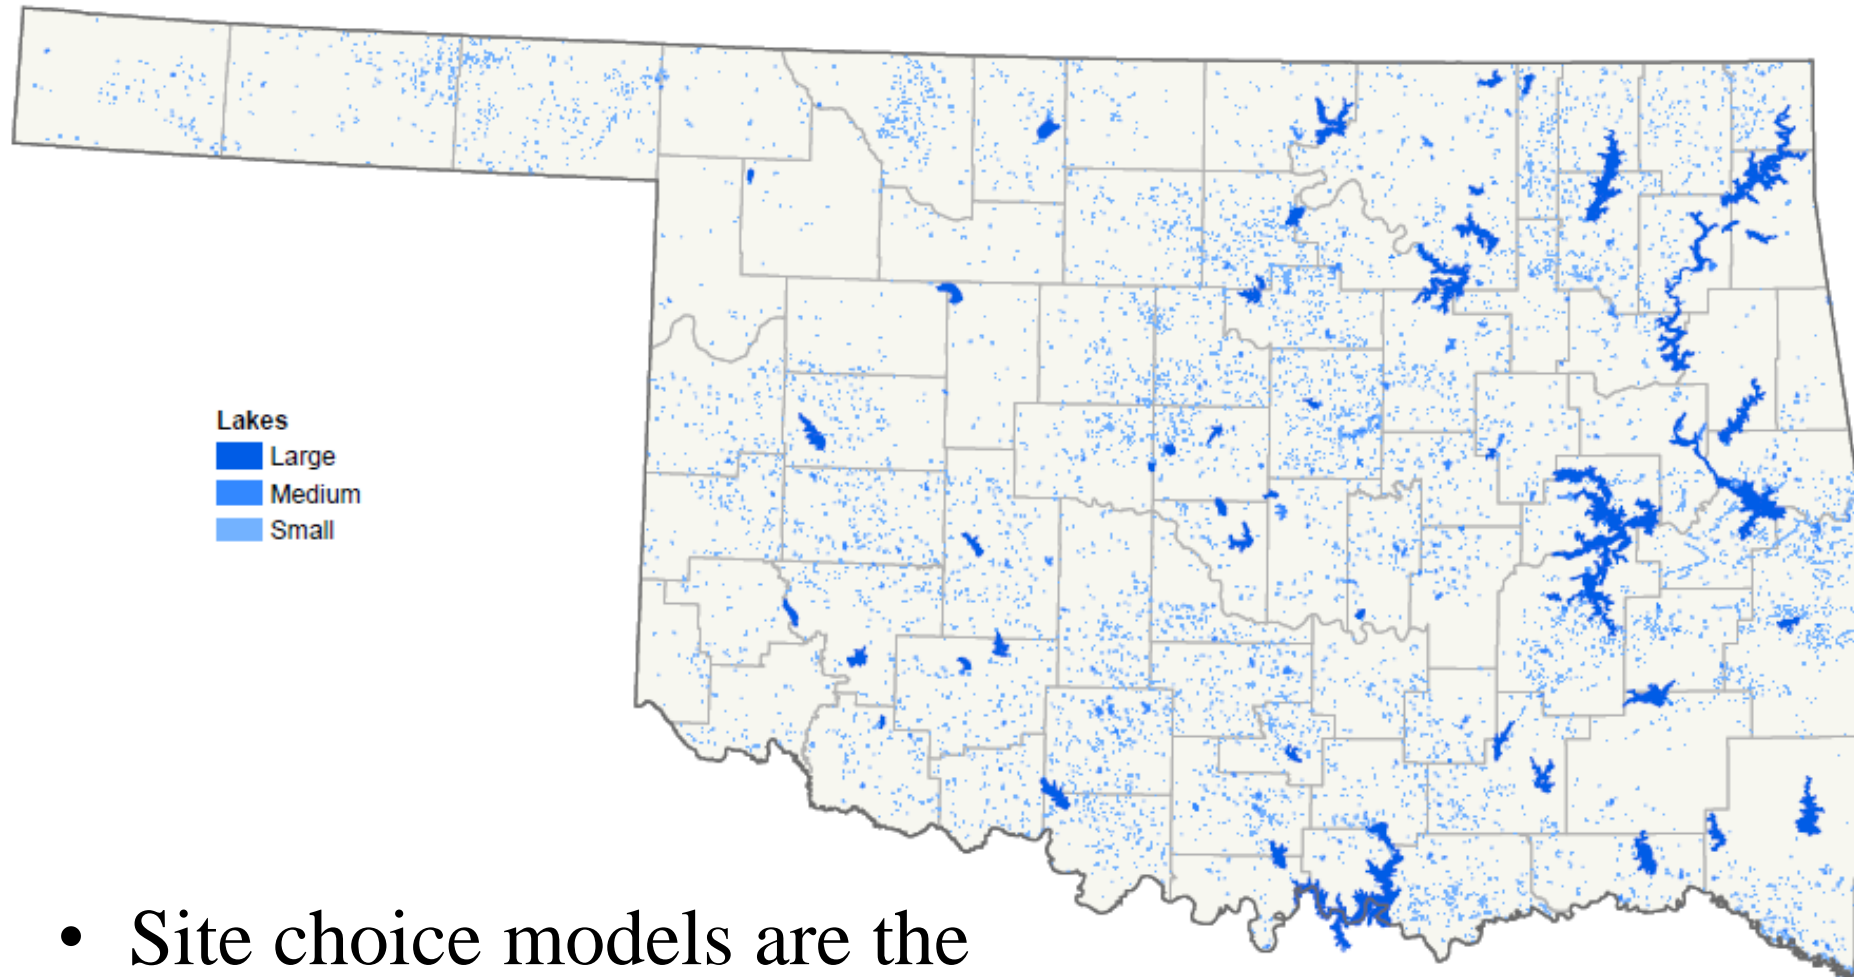 Lakes
Large
Medium
Small
• Site choice models are the